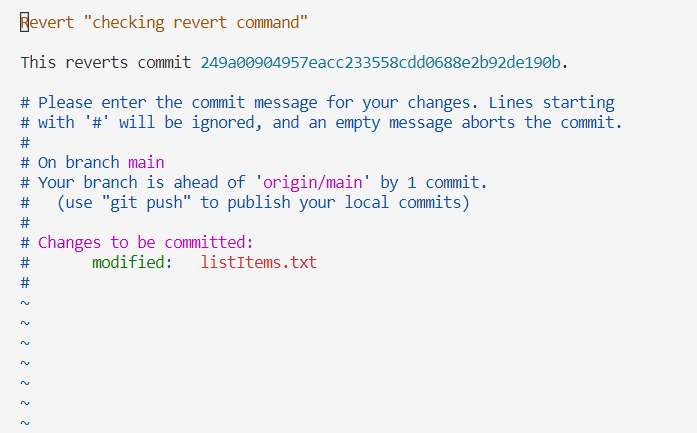 Revert "checking revert command"

This reverts commit 249a00904957eacc233558cdd0688e2b92de190b.

# Please enter the commit message for your changes. Lines starting
# with '#' will be ignored, and an empty message aborts the commit.
#
# On branch main
# Your branch is ahead of 'origin/main' by 1 commit.
#   (use "git push" to publish your local commits)
#
# Changes to be committed:
#       modified:   listItems.txt
#
~
~
~
~
~
~
~